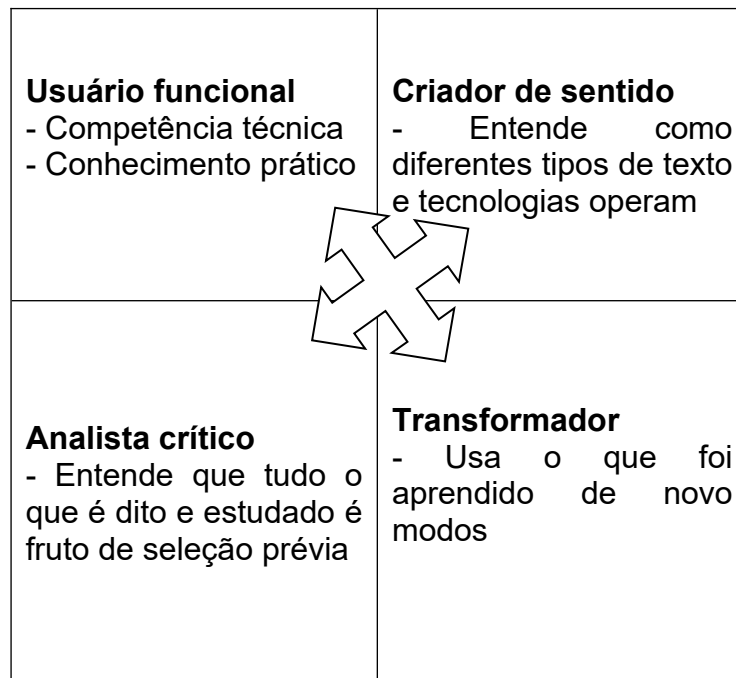 Usuário funcional
- Competência técnica
- Conhecimento prático
Criador de sentido
- Entende como
diferentes tipos de texto
e tecnologias operam
Analista crítico
- Entende que tudo o
que é dito e estudado é
fruto de seleção prévia
Transformador
- Usa o que foi
aprendido de novo
modos